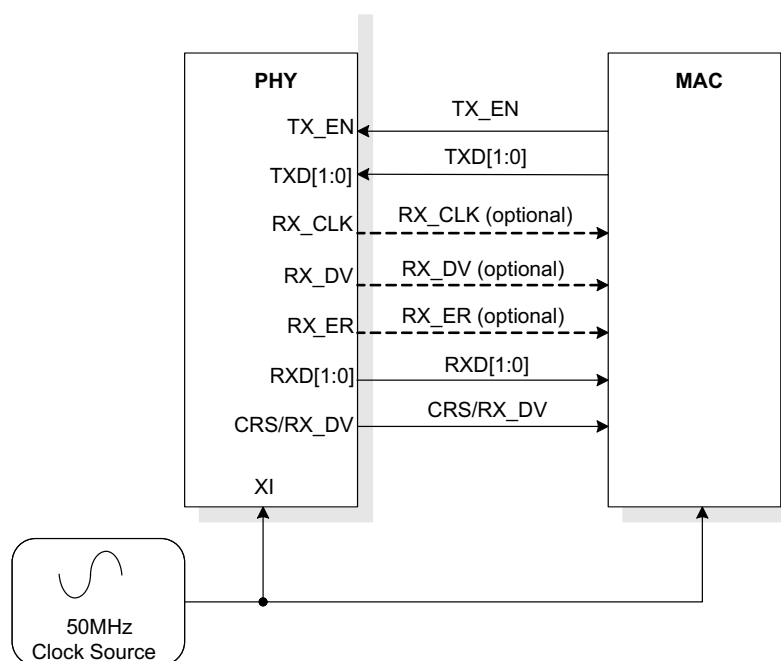 PHY
MAC
TX_EN
TX_EN
TXD[1:0]
TXD[1:0]
RX_CLK
RX_CLK (optional)
RX_DV
RX_DV (optional)
RX_ER
RX_ER (optional)
RXD[1:0]
RXD[1:0]
CRS/RX_DV
CRS/RX_DV
XI
50MHz
Clock Source